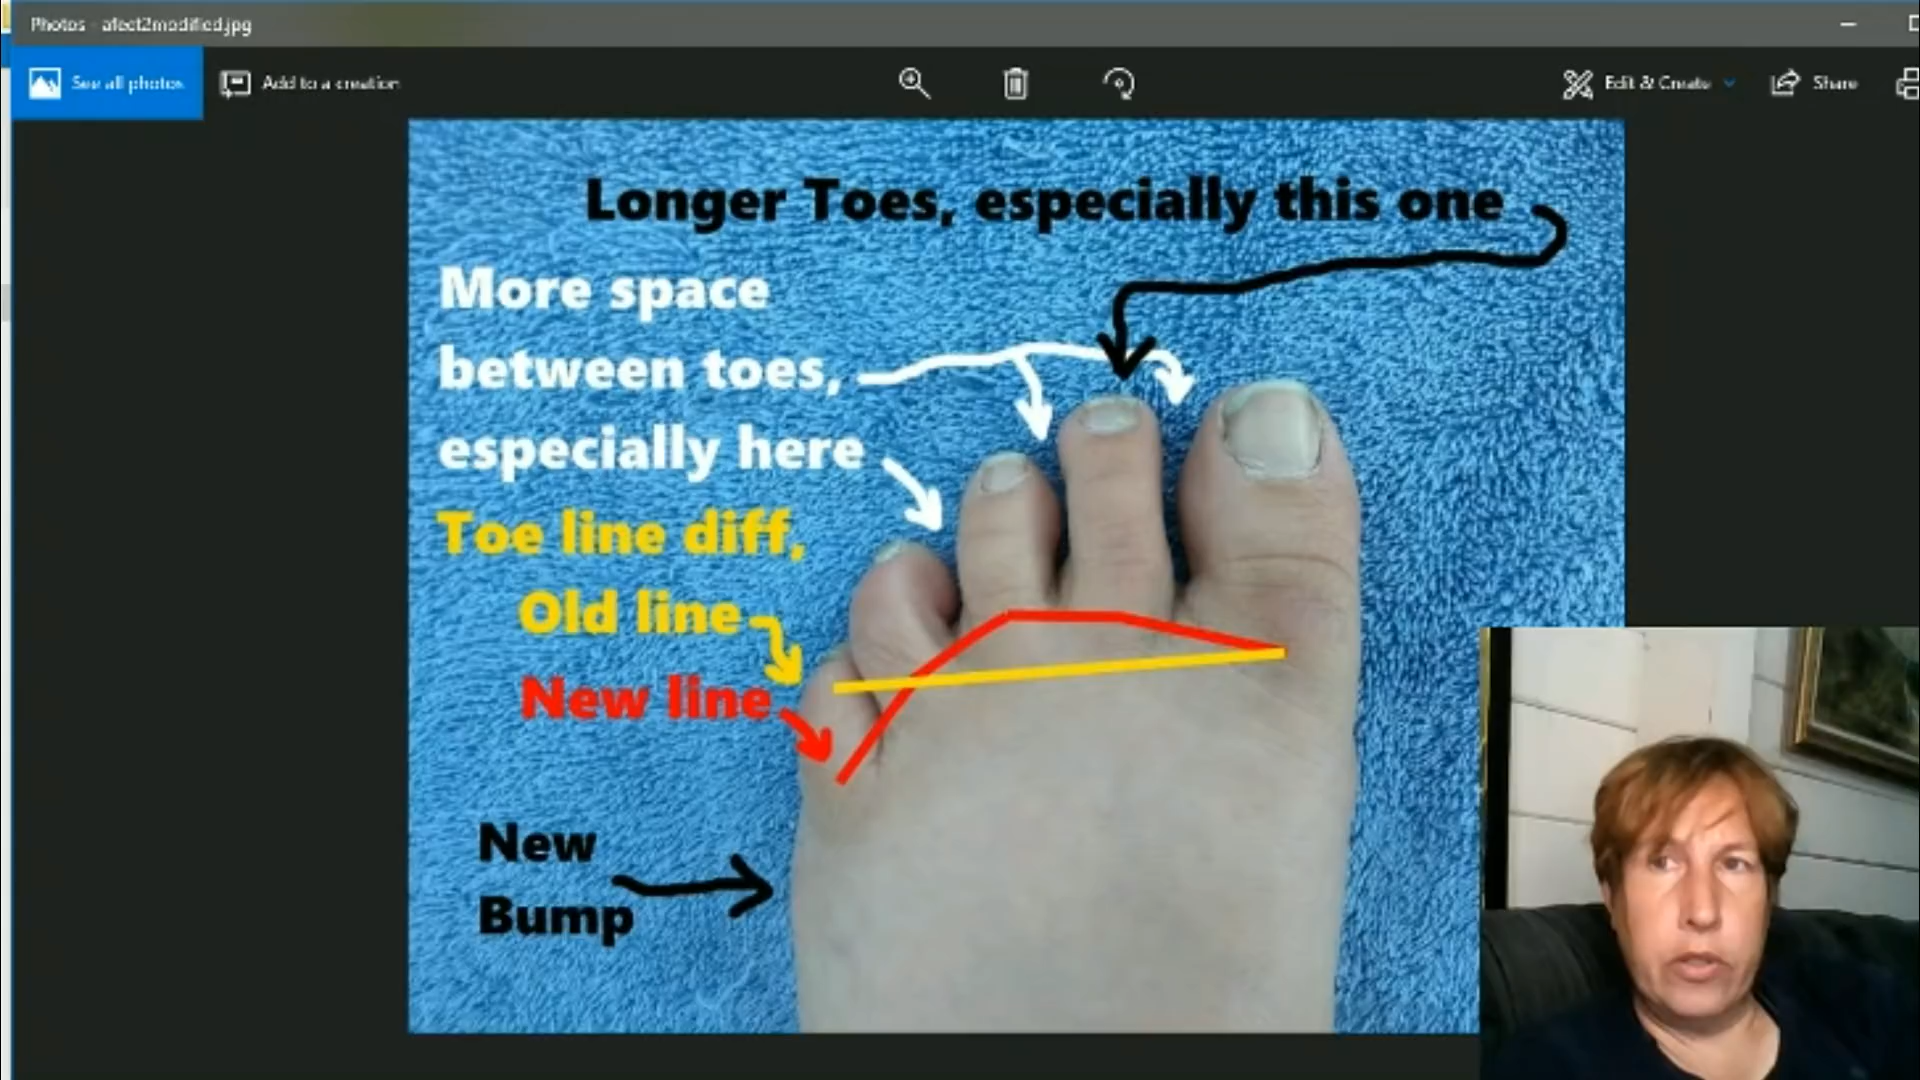 Photos - afeet2modified.jpg
See all photos
Add to a creation
Edit & Create
Share
Longer Toes, especially this one
More space
between toes,
especially here
Toe line diff,
Old line
New line
New
Bump